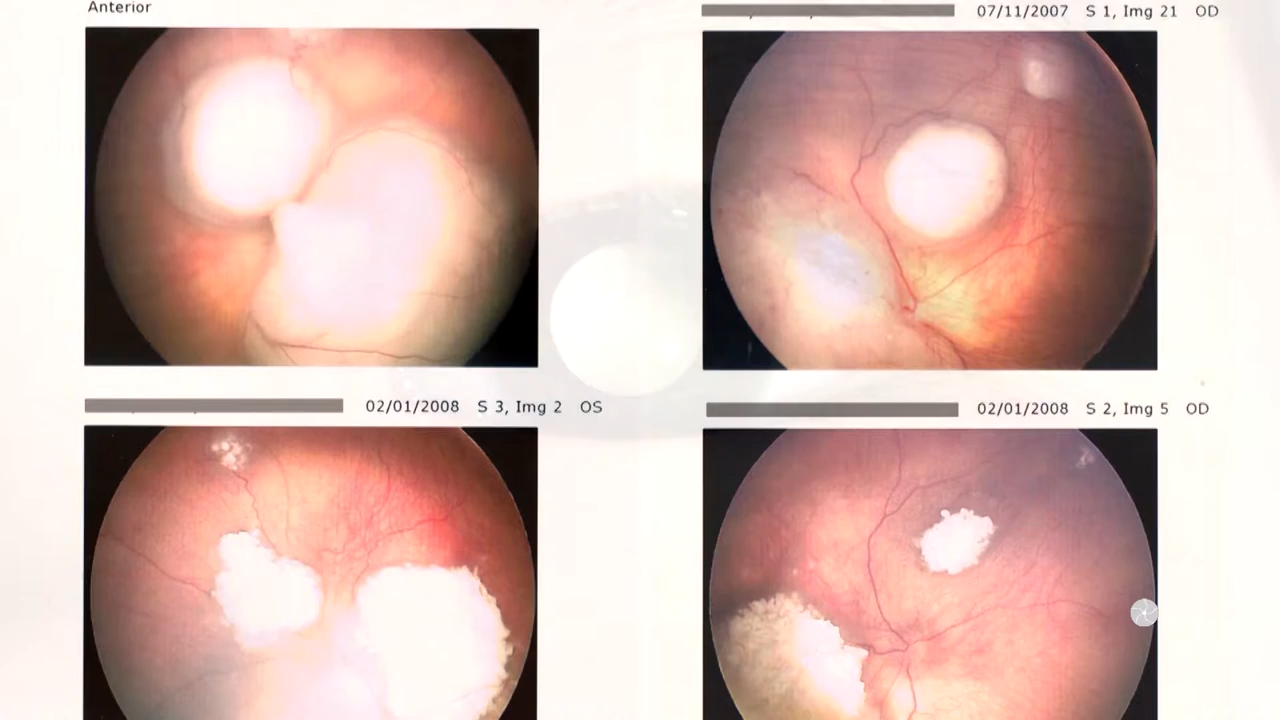 Anterior
07/11/2007 S 1, Img 21 OD
02/01/2008 S 3, Img 2 OS
02/01/2008 S 2, Img 5 OD